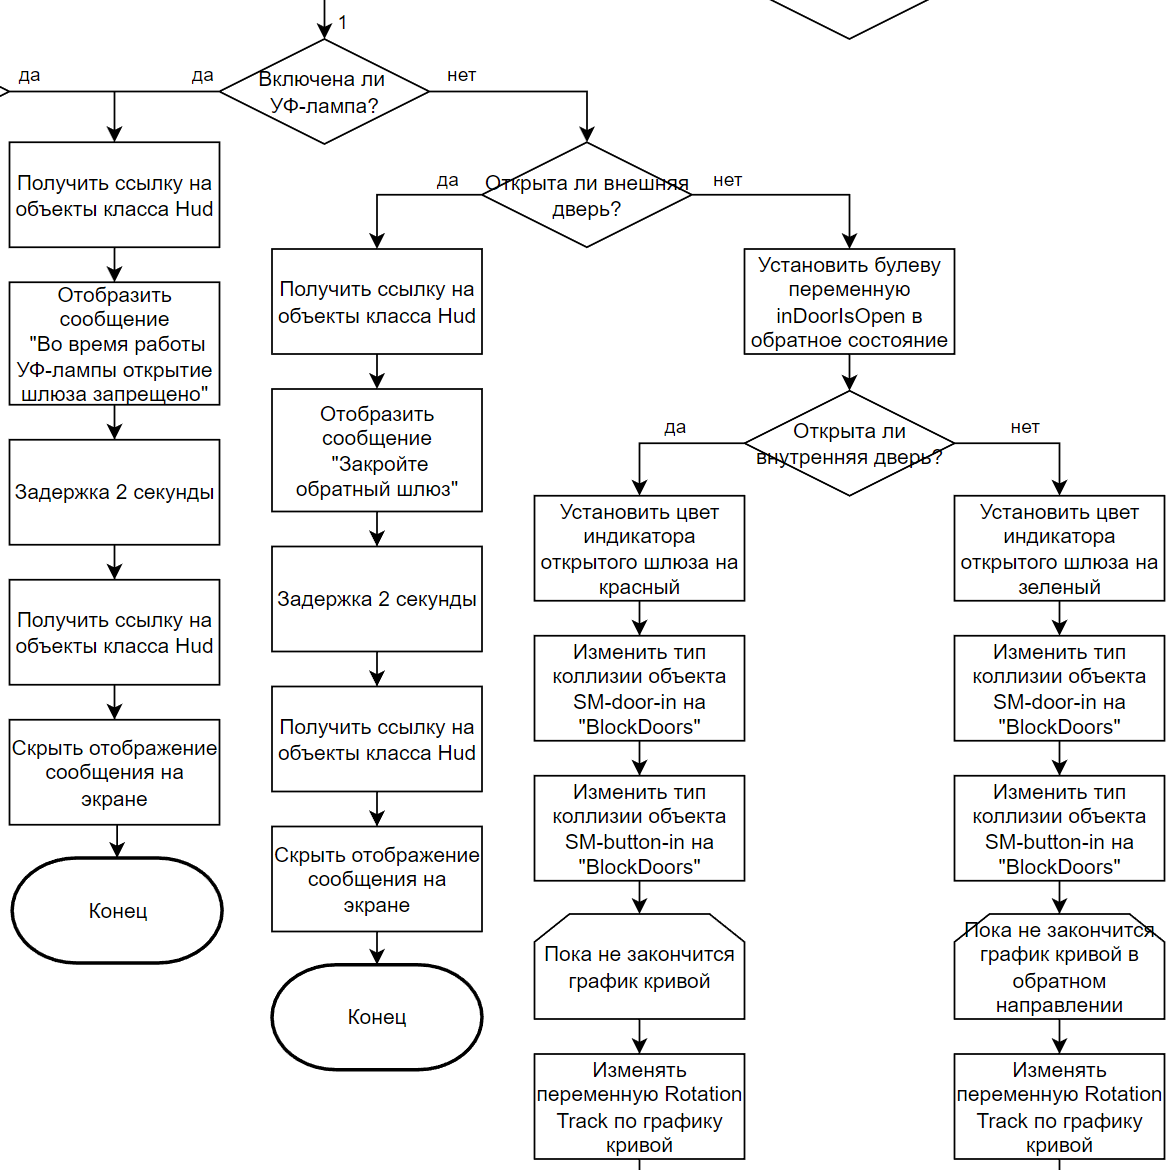 1
да
да
Включена ли
УФ-лампа?
нет
Получить ссылку на
объекты класса Hud
Отобразить
сообщение
"Во время работы
УФ-лампы открытие
шлюза запрещено"
Задержка 2 секунды
Получить ссылку на
объекты класса Hud
Скрыть отображение
сообщения на
экране
Конец
да
Открыта ли внешняя
дверь?
нет
Получить ссылку на
объекты класса Hud
Отобразить
сообщение
"Закройте
обратный шлюз"
Задержка 2 секунды
Получить ссылку на
объекты класса Hud
Скрыть отображение
сообщения на
экране
Конец
Установить булеву
переменную
inDoorIsOpen в
обратное состояние
да
Открыта ли
внутренняя дверь?
нет
Установить цвет
индикатора
открытого шлюза на
красный
Изменить тип
коллизии объекта
SM-door-in на
"BlockDoors"
Изменить тип
коллизии объекта
SM-button-in на
"BlockDoors"
Пока не закончится
график кривой
Изменять
переменную Rotation
Track по графику
кривой
Установить цвет
индикатора
открытого шлюза на
зеленый
Изменить тип
коллизии объекта
SM-door-in на
"BlockDoors"
Изменить тип
коллизии объекта
SM-button-in на
"BlockDoors"
Пока не закончится
график кривой в
обратном
направлении
Изменять
переменную Rotation
Track по графику
кривой